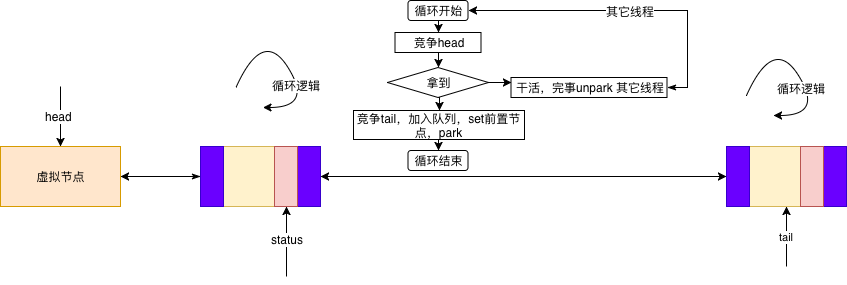 循环开始
其它线程
竞争head
拿到
干活，完事unpark 其它线程
竞争tail，加入队列，set前置节
点，park
循环结束
循环逻辑
循环逻辑
head
虚拟节点
status
tail